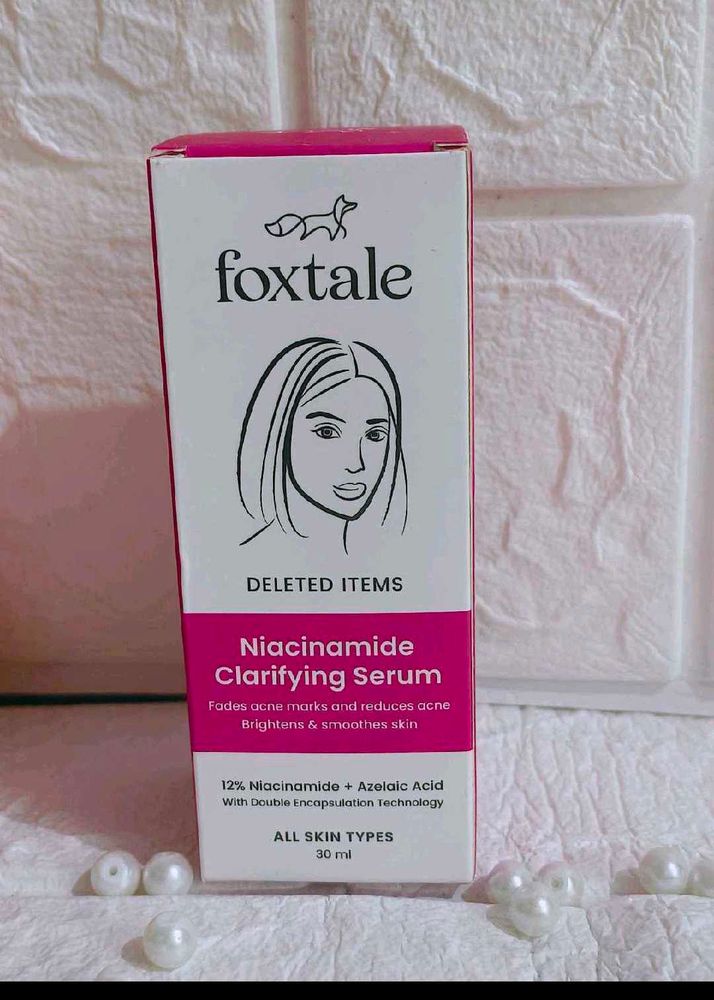 foxtale
DELETED ITEMS
Niacinamide
Clarifying Serum
Fades acne marks and reduces acne
Brightens & smoothes skin
12% Niacinamide + Azelaic Acid
With Double Encapsulation Technology
ALL SKIN TYPES
30 ml